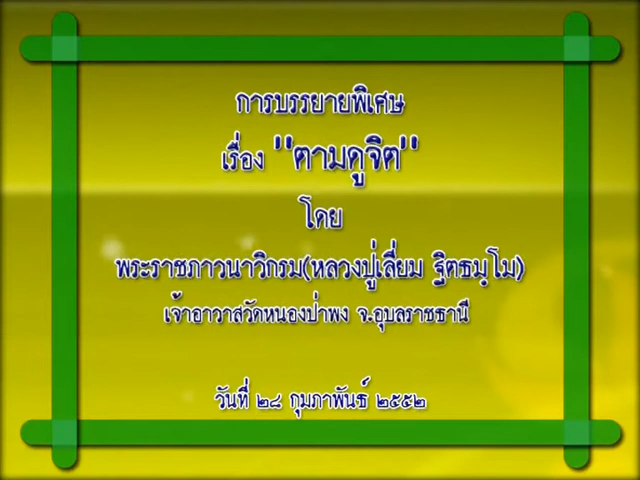 การบรรยายพิเศษ
เรื่อง "ตามดูจิต"
โดย
พระราชภาวนาวิกรม(หลวงปู่เลี่ยม ฐิตธมฺโม)
เจ้าอาวาสวัดหนองป่าพง จ.อุบลราชธานี
วันที่ ๒๘ กุมภาพันธ์ ๒๕๕๒